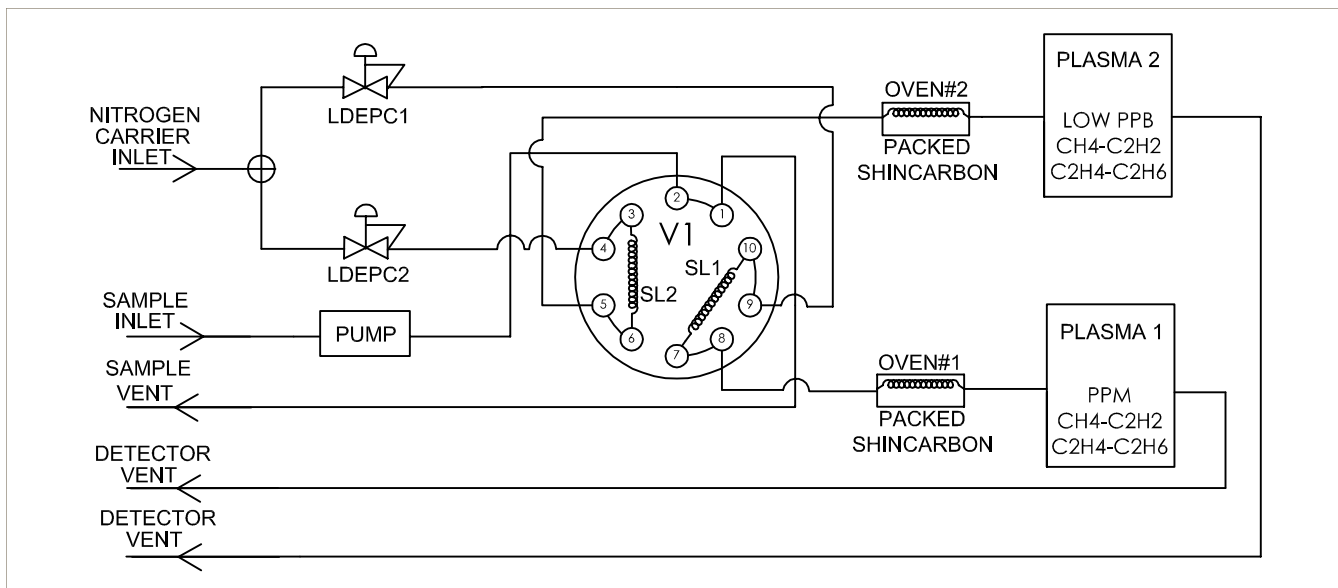 NITROGEN
CARRIER
INLET
LDEPC1
LDEPC2
SAMPLE
INLET
PUMP
SAMPLE
VENT
DETECTOR
VENT
DETECTOR
VENT
V1
1
2
3
4
5
6
7
8
9
10
SL2
SL1
OVEN#2
PACKED
SHINCARBON
PLASMA 2
LOW PPB
CH4-C2H2
C2H4-C2H6
OVEN#1
PACKED
SHINCARBON
PLASMA 1
PPM
CH4-C2H2
C2H4-C2H6